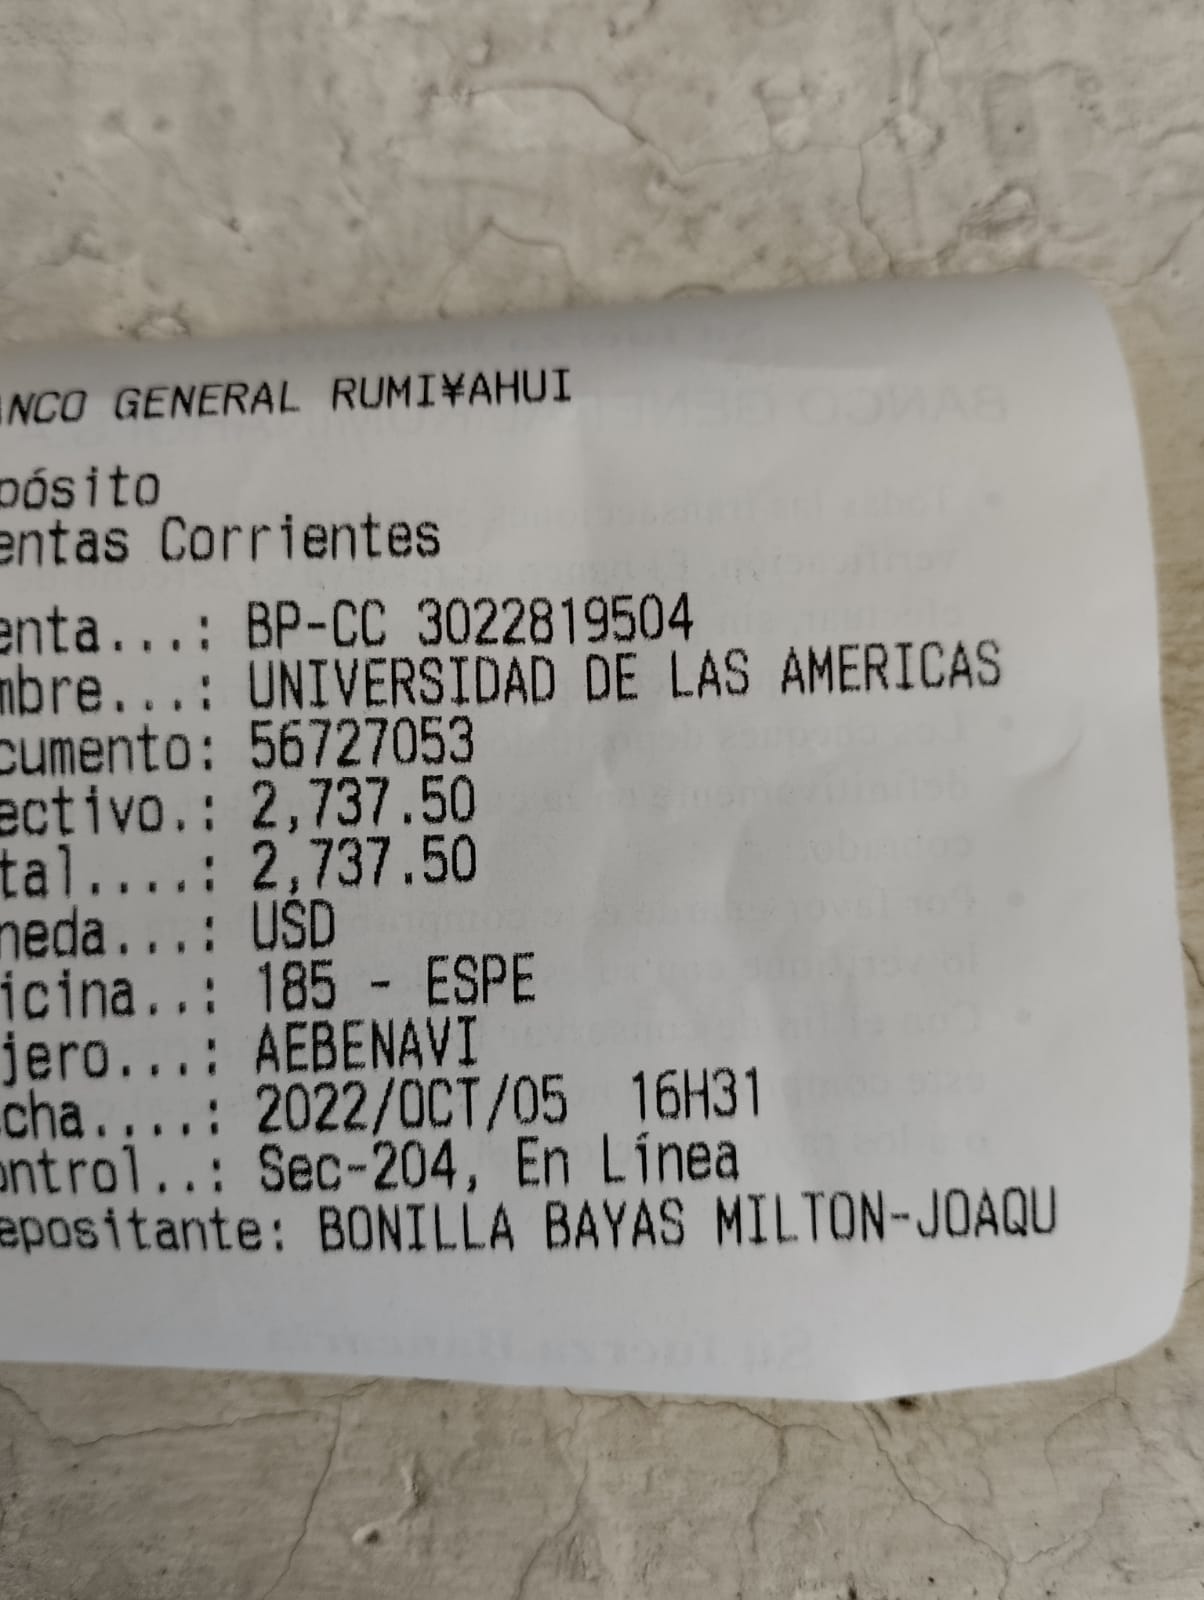 NCO GENERAL RUMI¥AHUI
pósito
entas Corrientes
enta...: BP-CC 3022819504
mbre...: UNIVERSIDAD DE LAS AMERICAS
cumento: 56727053
ectivo.: 2,737.50
tal....: 2,737.50
neda...: USD
icina..: 185 - ESPE
jero...: AEBENAVI
cha....: 2022/OCT/05 16H31
ontrol..: Sec-204, En Línea
epositante: BONILLA BAYAS MILTON-JOAQU